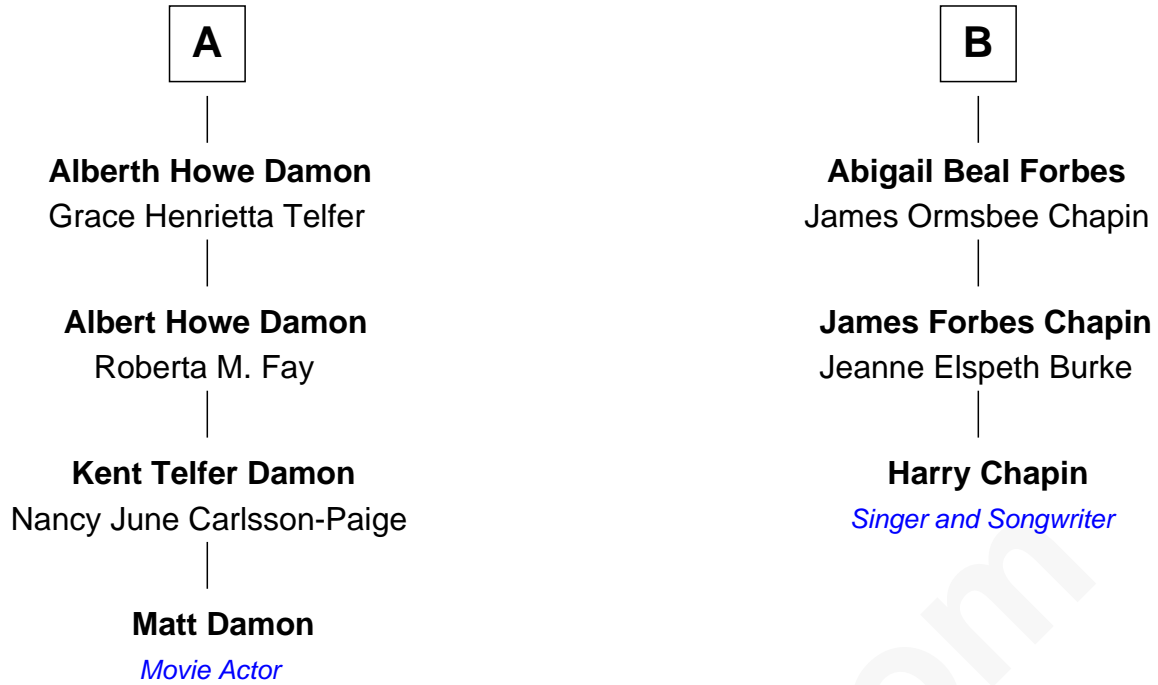 A
Alberth Howe Damon
Grace Henrietta Telfer
Albert Howe Damon
Roberta M. Fay
Kent Telfer Damon
Nancy June Carlsson-Paige
Matt Damon
Movie Actor
B
Abigail Beal Forbes
James Ormsbee Chapin
James Forbes Chapin
Jeanne Elspeth Burke
Harry Chapin
Singer and Songwriter
om